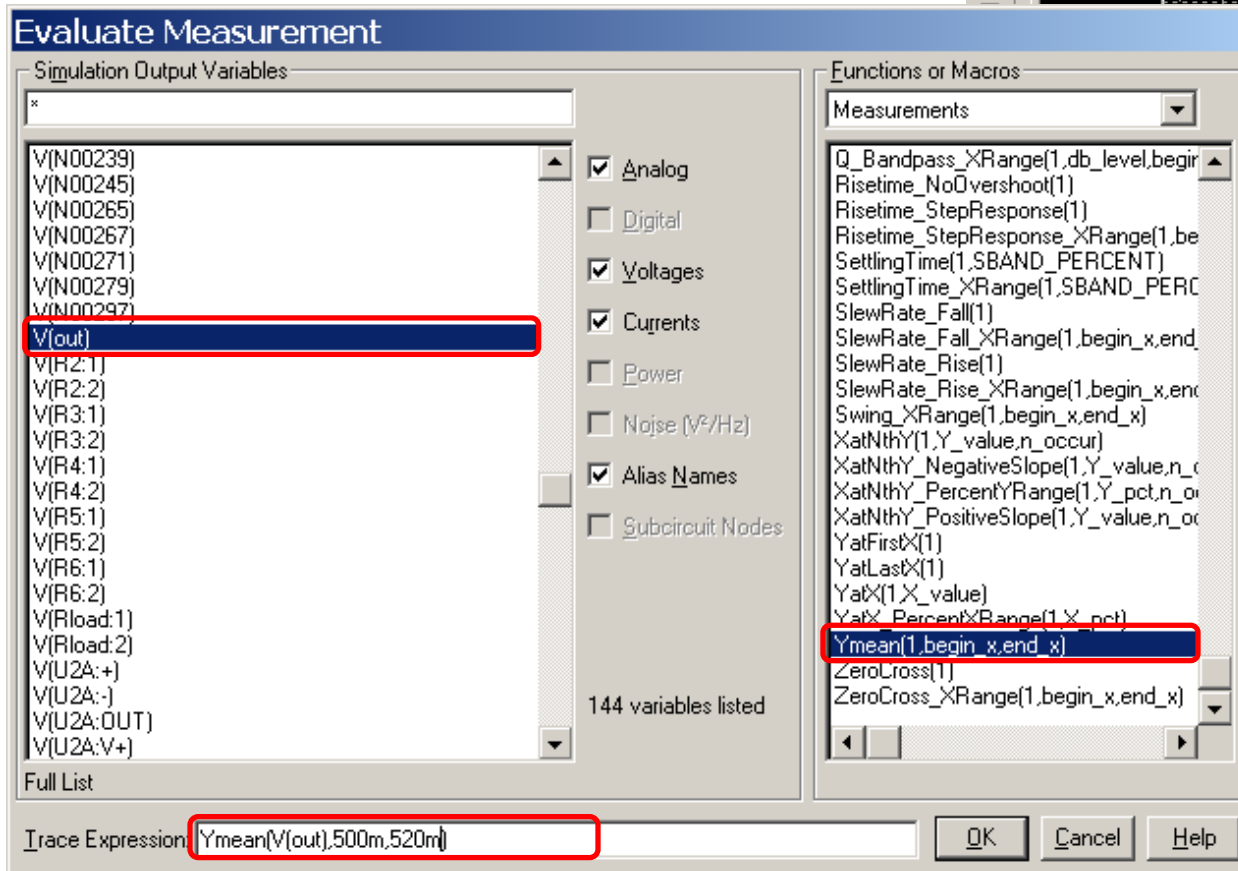 Evaluate Measurement
Simulation Output Variables
*
V(N00239)
V(N00245)
V(N00265)
V(N00267)
V(N00271)
V(N00279)
V(N00297)
V(out)
V(R2:1)
V(R2:2)
V(R3:1)
V(R3:2)
V(R4:1)
V(R4:2)
V(R5:1)
V(R5:2)
V(R6:1)
V(R6:2)
V(Rload:1)
V(Rload:2)
V(U2A:+)
V(U2A:-)
V(U2A:OUT)
V(U2A:V+)
Full List
Analog
Digital
Voltages
Currents
Power
Noise (V²/Hz)
Alias Names
Subcircuit Nodes
144 variables listed
Functions or Macros
Measurements
Q_Bandpass_XRange(1,db_level,begin
Risetime_NoOvershoot(1)
Risetime_StepResponse(1)
Risetime_StepResponse_XRange(1,be
SettlingTime(1,SBAND_PERCENT)
SettlingTime_XRange(1,SBAND_PERC
SlewRate_Fall(1)
SlewRate_Fall_XRange(1,begin_x,end_
SlewRate_Rise(1)
SlewRate_Rise_XRange(1,begin_x,end
Swing_XRange(1,begin_x,end_x)
XatNthY(1,Y_value,n_occur)
XatNthY_NegativeSlope(1,Y_value,n_o
XatNthY_PercentYRange(1,Y_pct,n_o
XatNthY_PositiveSlope(1,Y_value,n_oc
YatFirstX(1)
YatLastX(1)
YatX(1,X_value)
YatX_PercentXRange(1,X_pct)
Ymean(1,begin_x,end_x)
ZeroCross(1)
ZeroCross_XRange(1,begin_x,end_x)
Trace Expression: Ymean(V(out),500m,520m)
OK Cancel Help